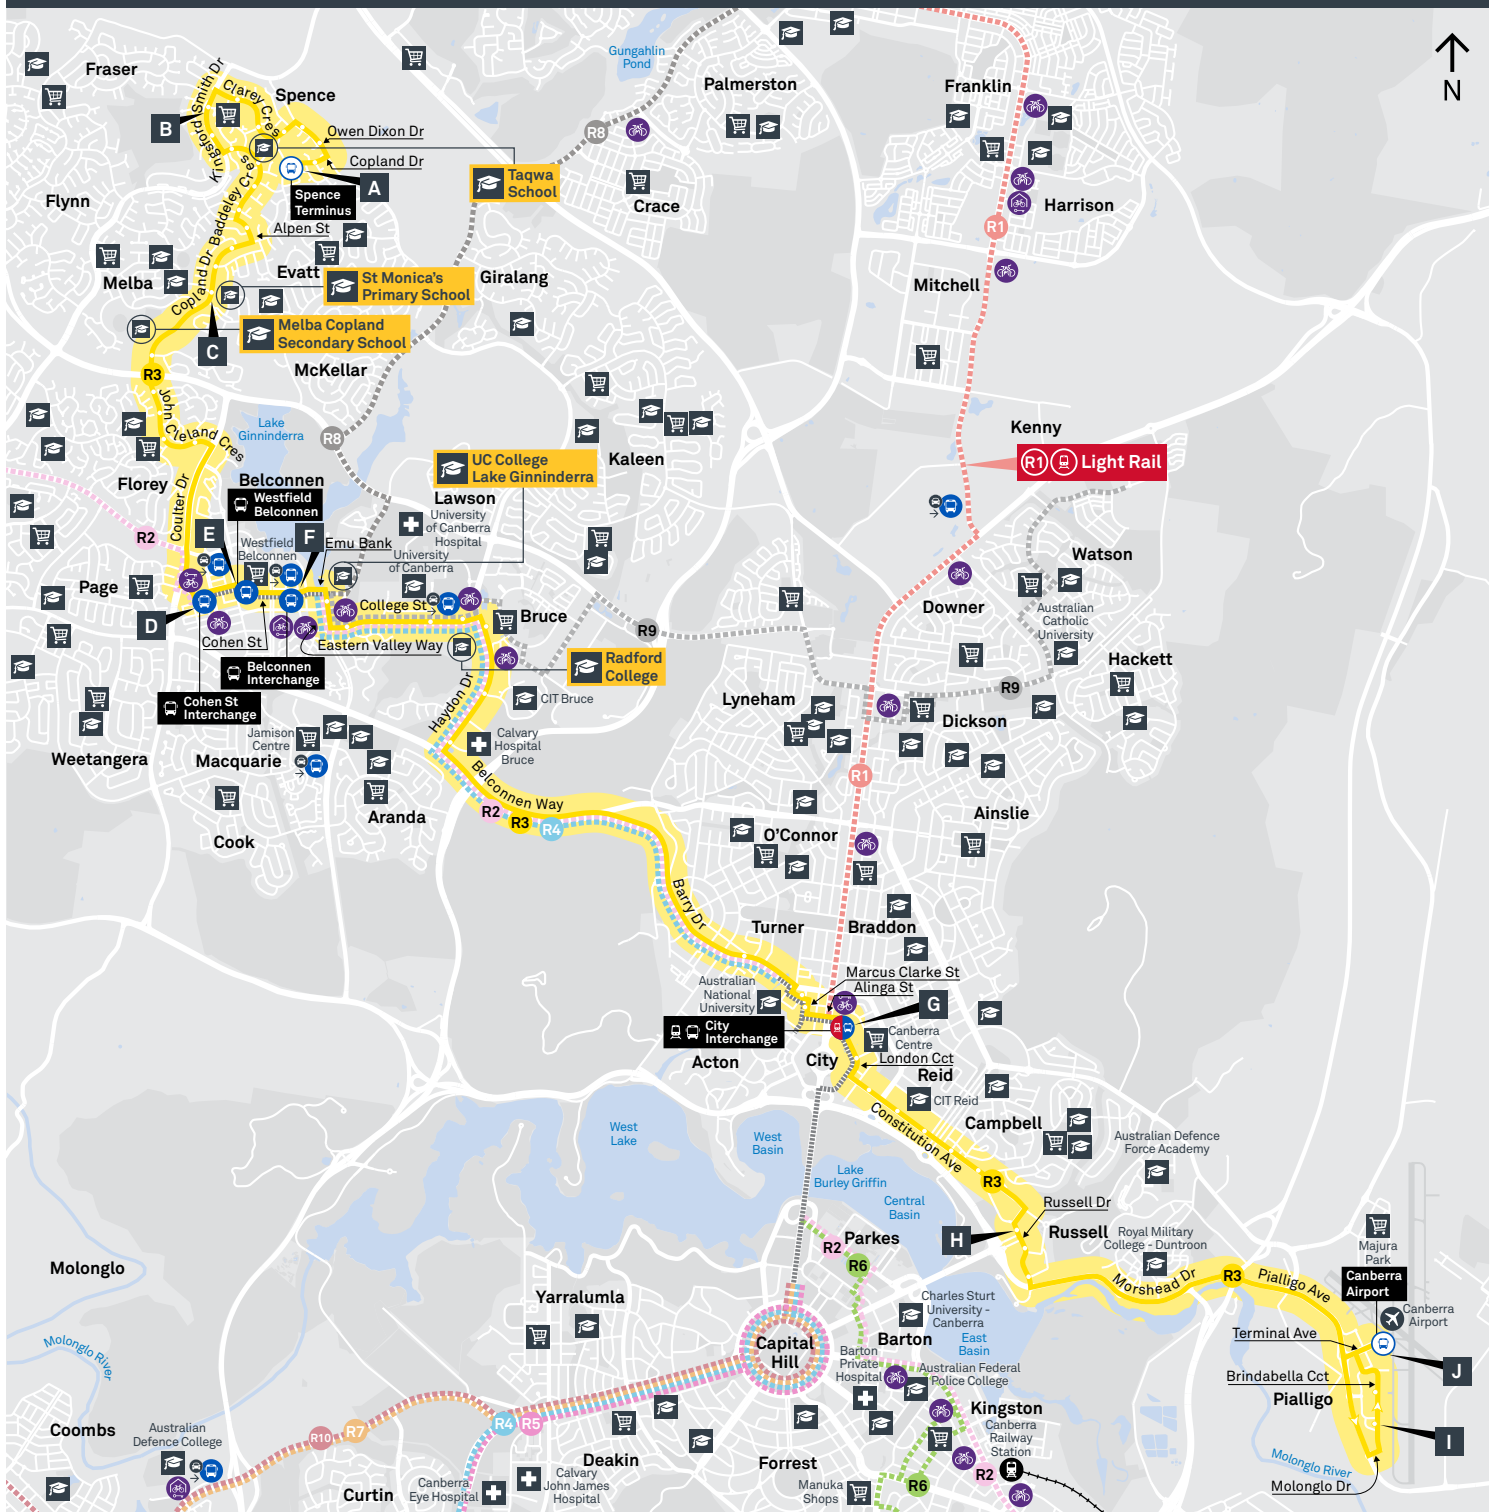 N
Fraser
Spence
Palmerston
Gungahlin
Pond
Franklin
Kingsford Smith Dr
Clarey Cres
B
Owen Dixon Dr
Copland Dr
R8
A
Spence
Terminus
Taqwa
School
Crace
Harrison
Flynn
Baddeley Cres
Alpen St
R1
Melba
Evatt
Giralang
Mitchell
St Monica's
Primary School
Copland Dr
Melba Copland
Secondary School
C
McKellar
R3
John Cleland Cres
Lake
Ginninderra
R8
Kaleen
Kenny
R1 Light Rail
UC College
Lake Ginninderra
Florey
Belconnen
Westfield
Belconnen
Lawson
University
of Canberra
Hospital
Coulter Dr
R2
E
F
Westfield
Belconnen
Emu Bank
University
of Canberra
Watson
Page
Downer
Australian
Catholic
University
D
College St
Bruce
R9
Cohen St
Eastern Valley Way
Belconnen
Interchange
Radford
College
Hackett
Cohen St
Interchange
Haydon Dr
CIT Bruce
Lyneham
R9
Dickson
Jamison
Centre
Weetangera
Macquarie
Calvary
Hospital
Bruce
R1
Belconnen Way
Aranda
R2
R3
R4
Ainslie
Cook
O'Connor
Barry Dr
Turner
Braddon
Marcus Clarke St
Alinga St
Australian
National
University
G
City
Interchange
Canberra
Centre
Acton
City
London Cct
Reid
CIT Reid
Constitution Ave
Campbell
West
Lake
West
Basin
Australian Defence
Force Academy
Lake
Burley Griffin
R3
Central
Basin
Russell Dr
H
Russell
Royal Military
College - Duntroon
Parkes
R2
R6
Majura
Park
Molonglo
Morshead Dr
R3
Pialligo Ave
Canberra
Airport
Yarralumla
Charles Sturt
University -
Canberra
Canberra
Airport
Molonglo River
Capital
Hill
Barton
East
Basin
Terminal Ave
Barton
Private
Hospital
Australian Federal
Police College
J
Brindabella Cct
Pialligo
Coombs
Australian
Defence College
R10
R7
R4
R5
Kingston
Canberra
Railway
Station
I
Deakin
Forrest
Molonglo River
Curtin
Canberra
Eye Hospital
Calvary
John James
Hospital
Manuka
Shops
R6
R2
Molonglo Dr